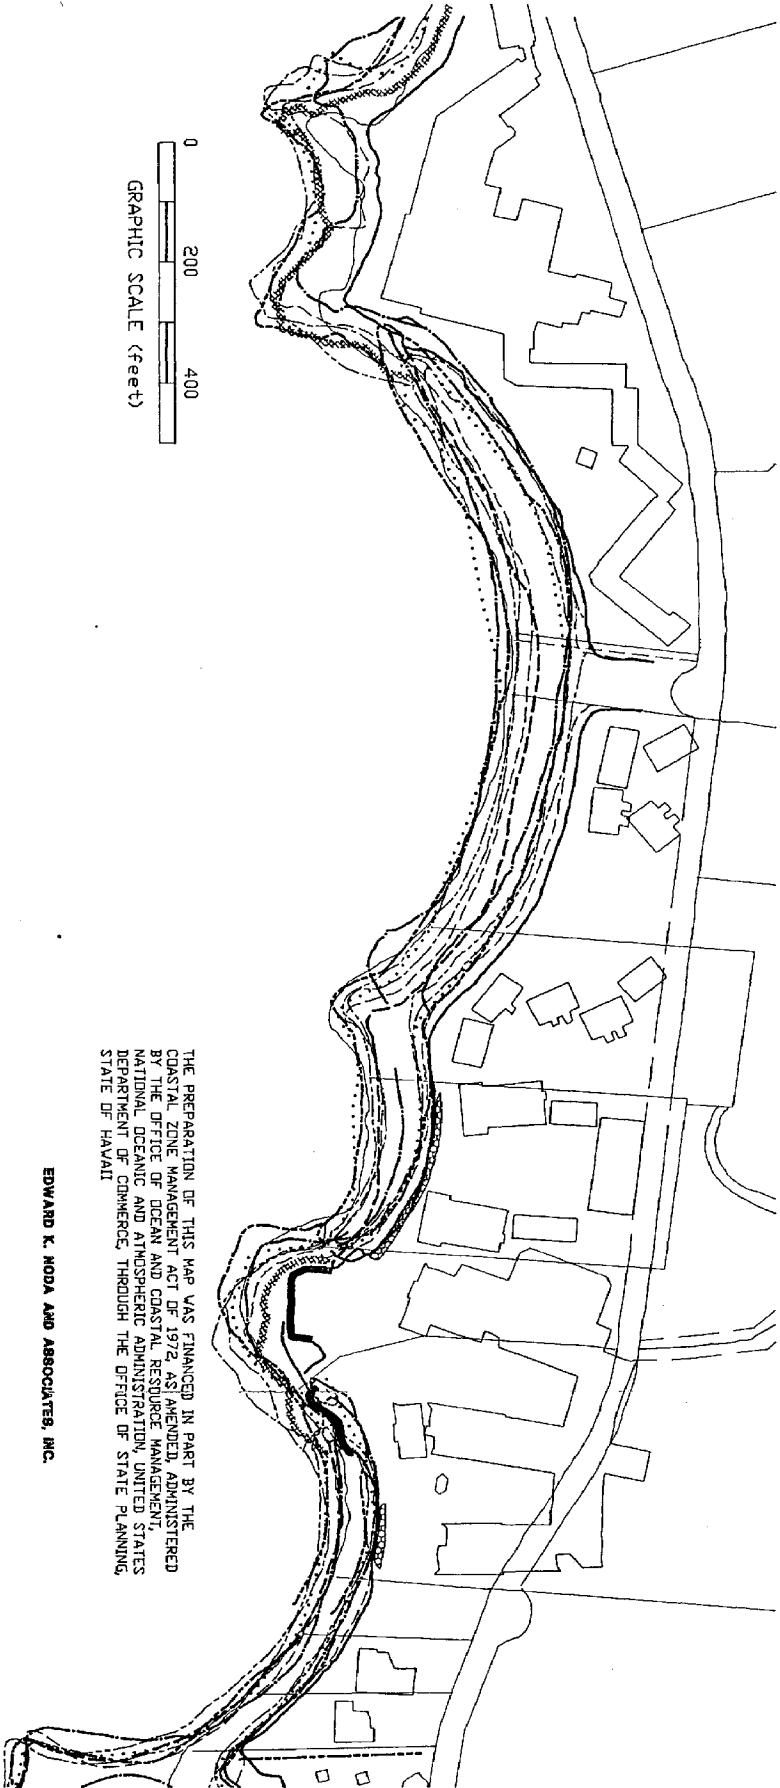 0 200 400
GRAPHIC SCALE (feet)
THE PREPARATION OF THIS MAP WAS FINANCED IN PART BY THE
COASTAL ZONE MANAGEMENT ACT OF 1972, AS AMENDED, ADMINISTERED
BY THE OFFICE OF OCEAN AND COASTAL RESOURCE MANAGEMENT,
NATIONAL OCEANIC AND ATMOSPHERIC ADMINISTRATION, UNITED STATES
DEPARTMENT OF COMMERCE, THROUGH THE OFFICE OF STATE PLANNING,
STATE OF HAWAII
EDWARD K. NODA AND ASSOCIATES, INC.